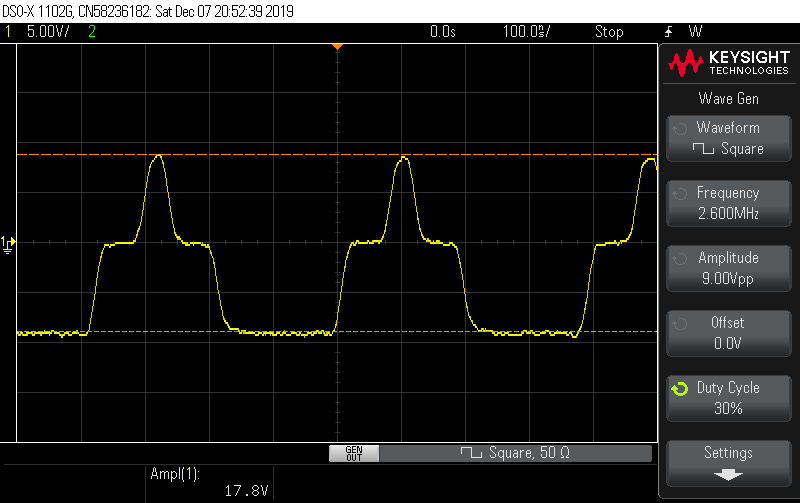 DSO-X 1102G, CN58236182: Sat Dec 07 20:52:39 2019
1 5.00V/ 2 0.0s 100.0s/ Stop W
KEYSIGHT
TECHNOLOGIES
Wave Gen
Waveform
Square
Frequency
2.600MHz
Amplitude
9.00Vpp
Offset
0.0V
Duty Cycle
30%
Settings
1
GEN
OUT
Square, 50 Ω
Ampl(1):
17.8V